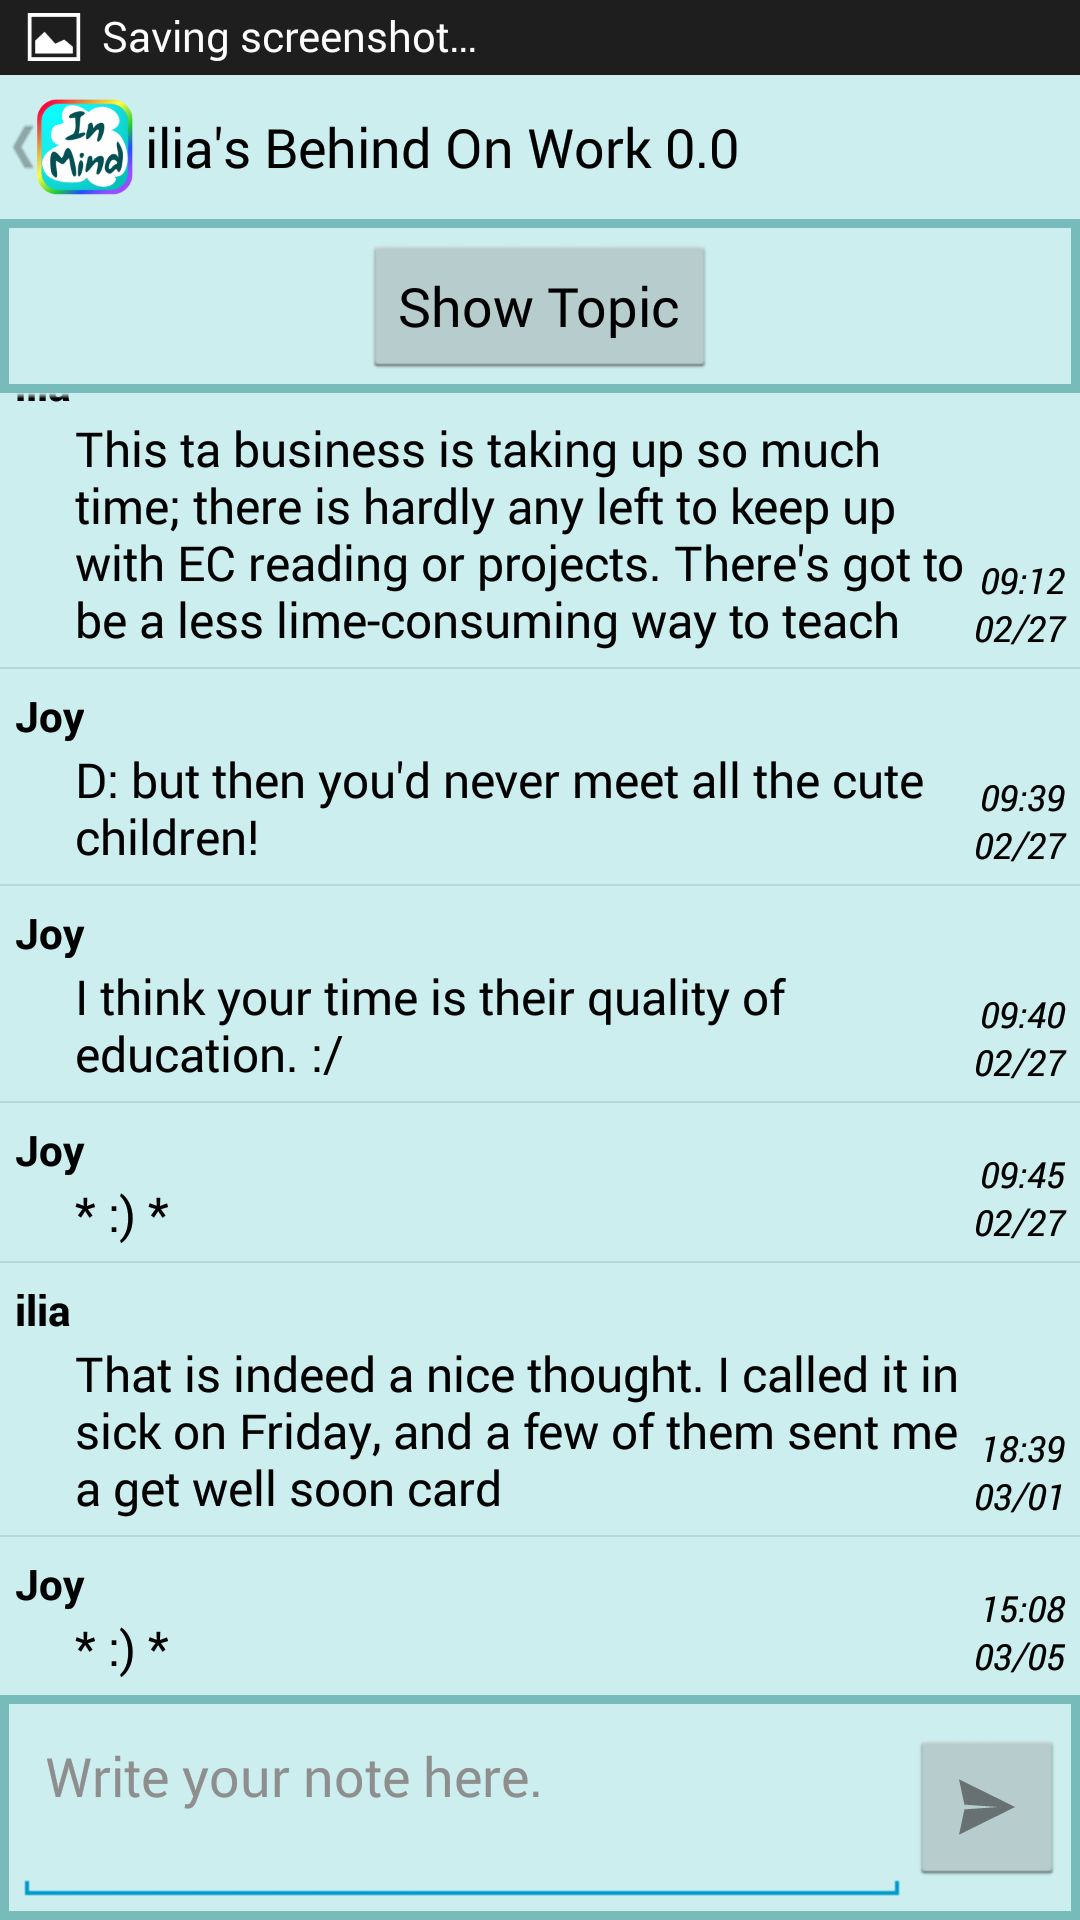 Saving screenshot...
In
Mind
ilia's Behind On Work 0.0
Show Topic
ilia
This ta business is taking up so much
time; there is hardly any left to keep up
with EC reading or projects. There's got to
be a less lime-consuming way to teach
09:12
02/27
Joy
D: but then you'd never meet all the cute
children!
09:39
02/27
Joy
I think your time is their quality of
education. :/
09:40
02/27
Joy
* :) *
09:45
02/27
ilia
That is indeed a nice thought. I called it in
sick on Friday, and a few of them sent me
a get well soon card
18:39
03/01
Joy
* :) *
15:08
03/05
Write your note here.